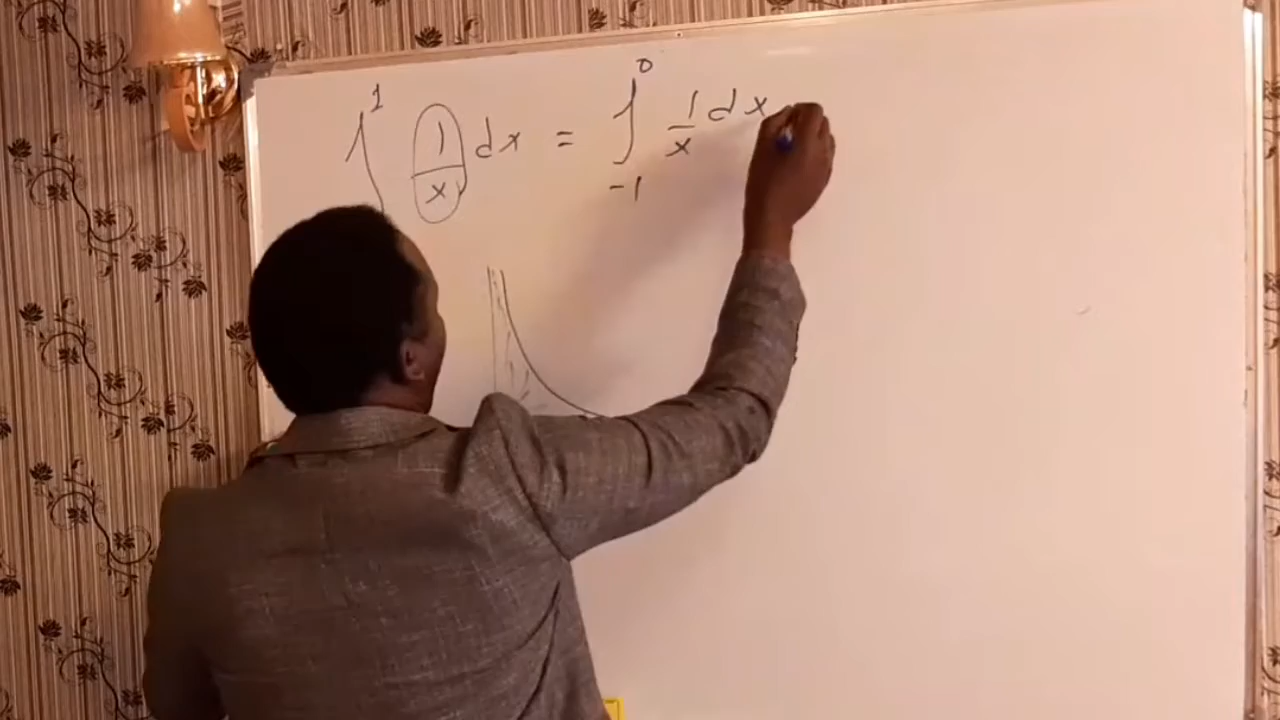 ∫^1 1/x dx = ∫_{-1}^0 1/x dx